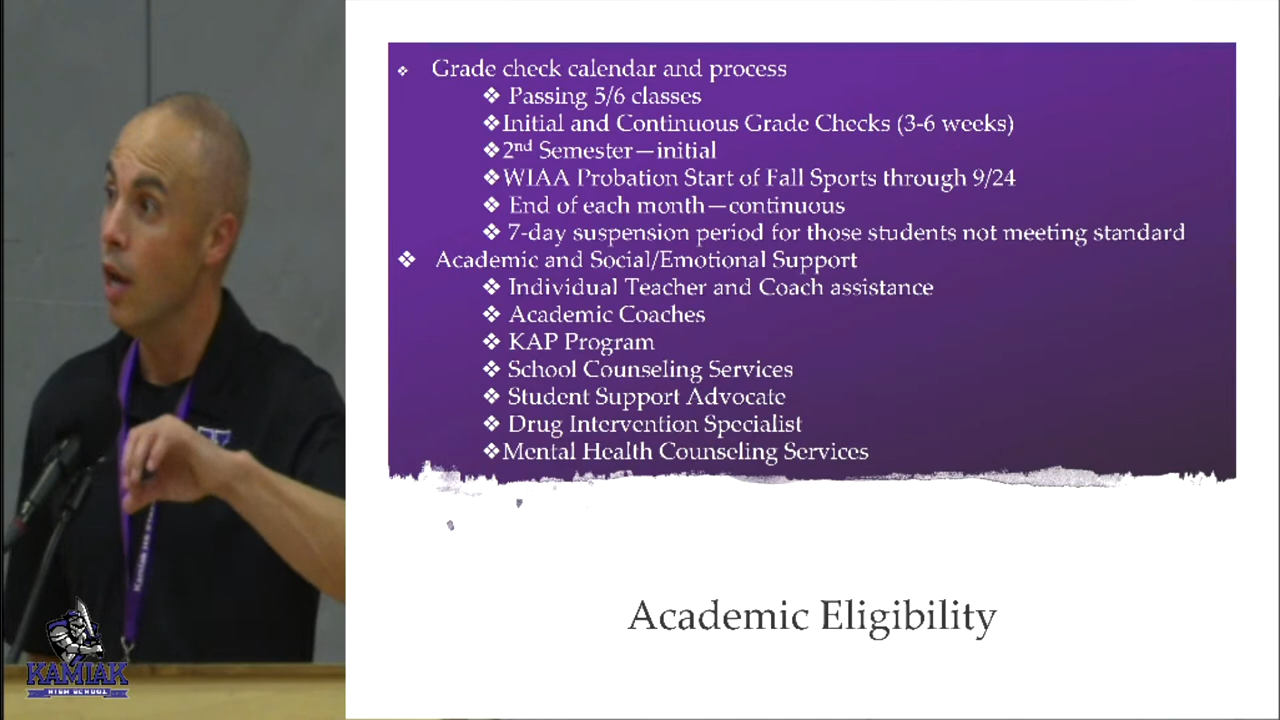 ❖ Grade check calendar and process
❖ Passing 5/6 classes
❖Initial and Continuous Grade Checks (3-6 weeks)
❖2nd Semester—initial
❖WIAA Probation Start of Fall Sports through 9/24
❖ End of each month—continuous
❖ 7-day suspension period for those students not meeting standard
❖ Academic and Social/Emotional Support
❖ Individual Teacher and Coach assistance
❖ Academic Coaches
❖ KAP Program
❖ School Counseling Services
❖ Student Support Advocate
❖ Drug Intervention Specialist
❖Mental Health Counseling Services
Academic Eligibility
KAMIAK
HIGH SCHOOL